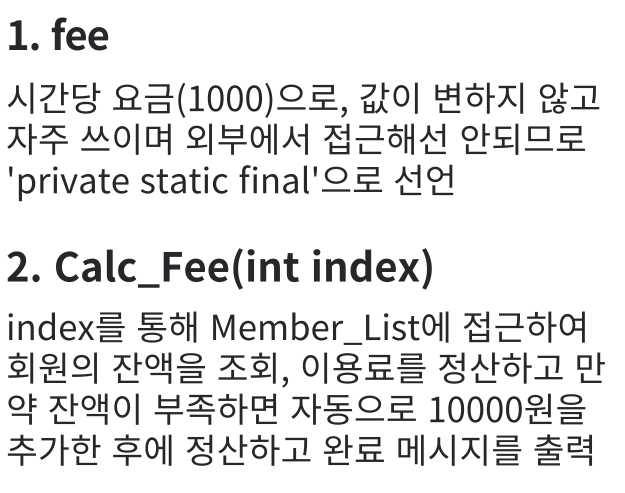 1. fee
시간당 요금(1000)으로, 값이 변하지 않고
자주 쓰이며 외부에서 접근해선 안되므로
'private static final'으로 선언
2. Calc_Fee(int index)
index를 통해 Member_List에 접근하여
회원의 잔액을 조회, 이용료를 정산하고 만
약 잔액이 부족하면 자동으로 10000원을
추가한 후에 정산하고 완료 메시지를 출력